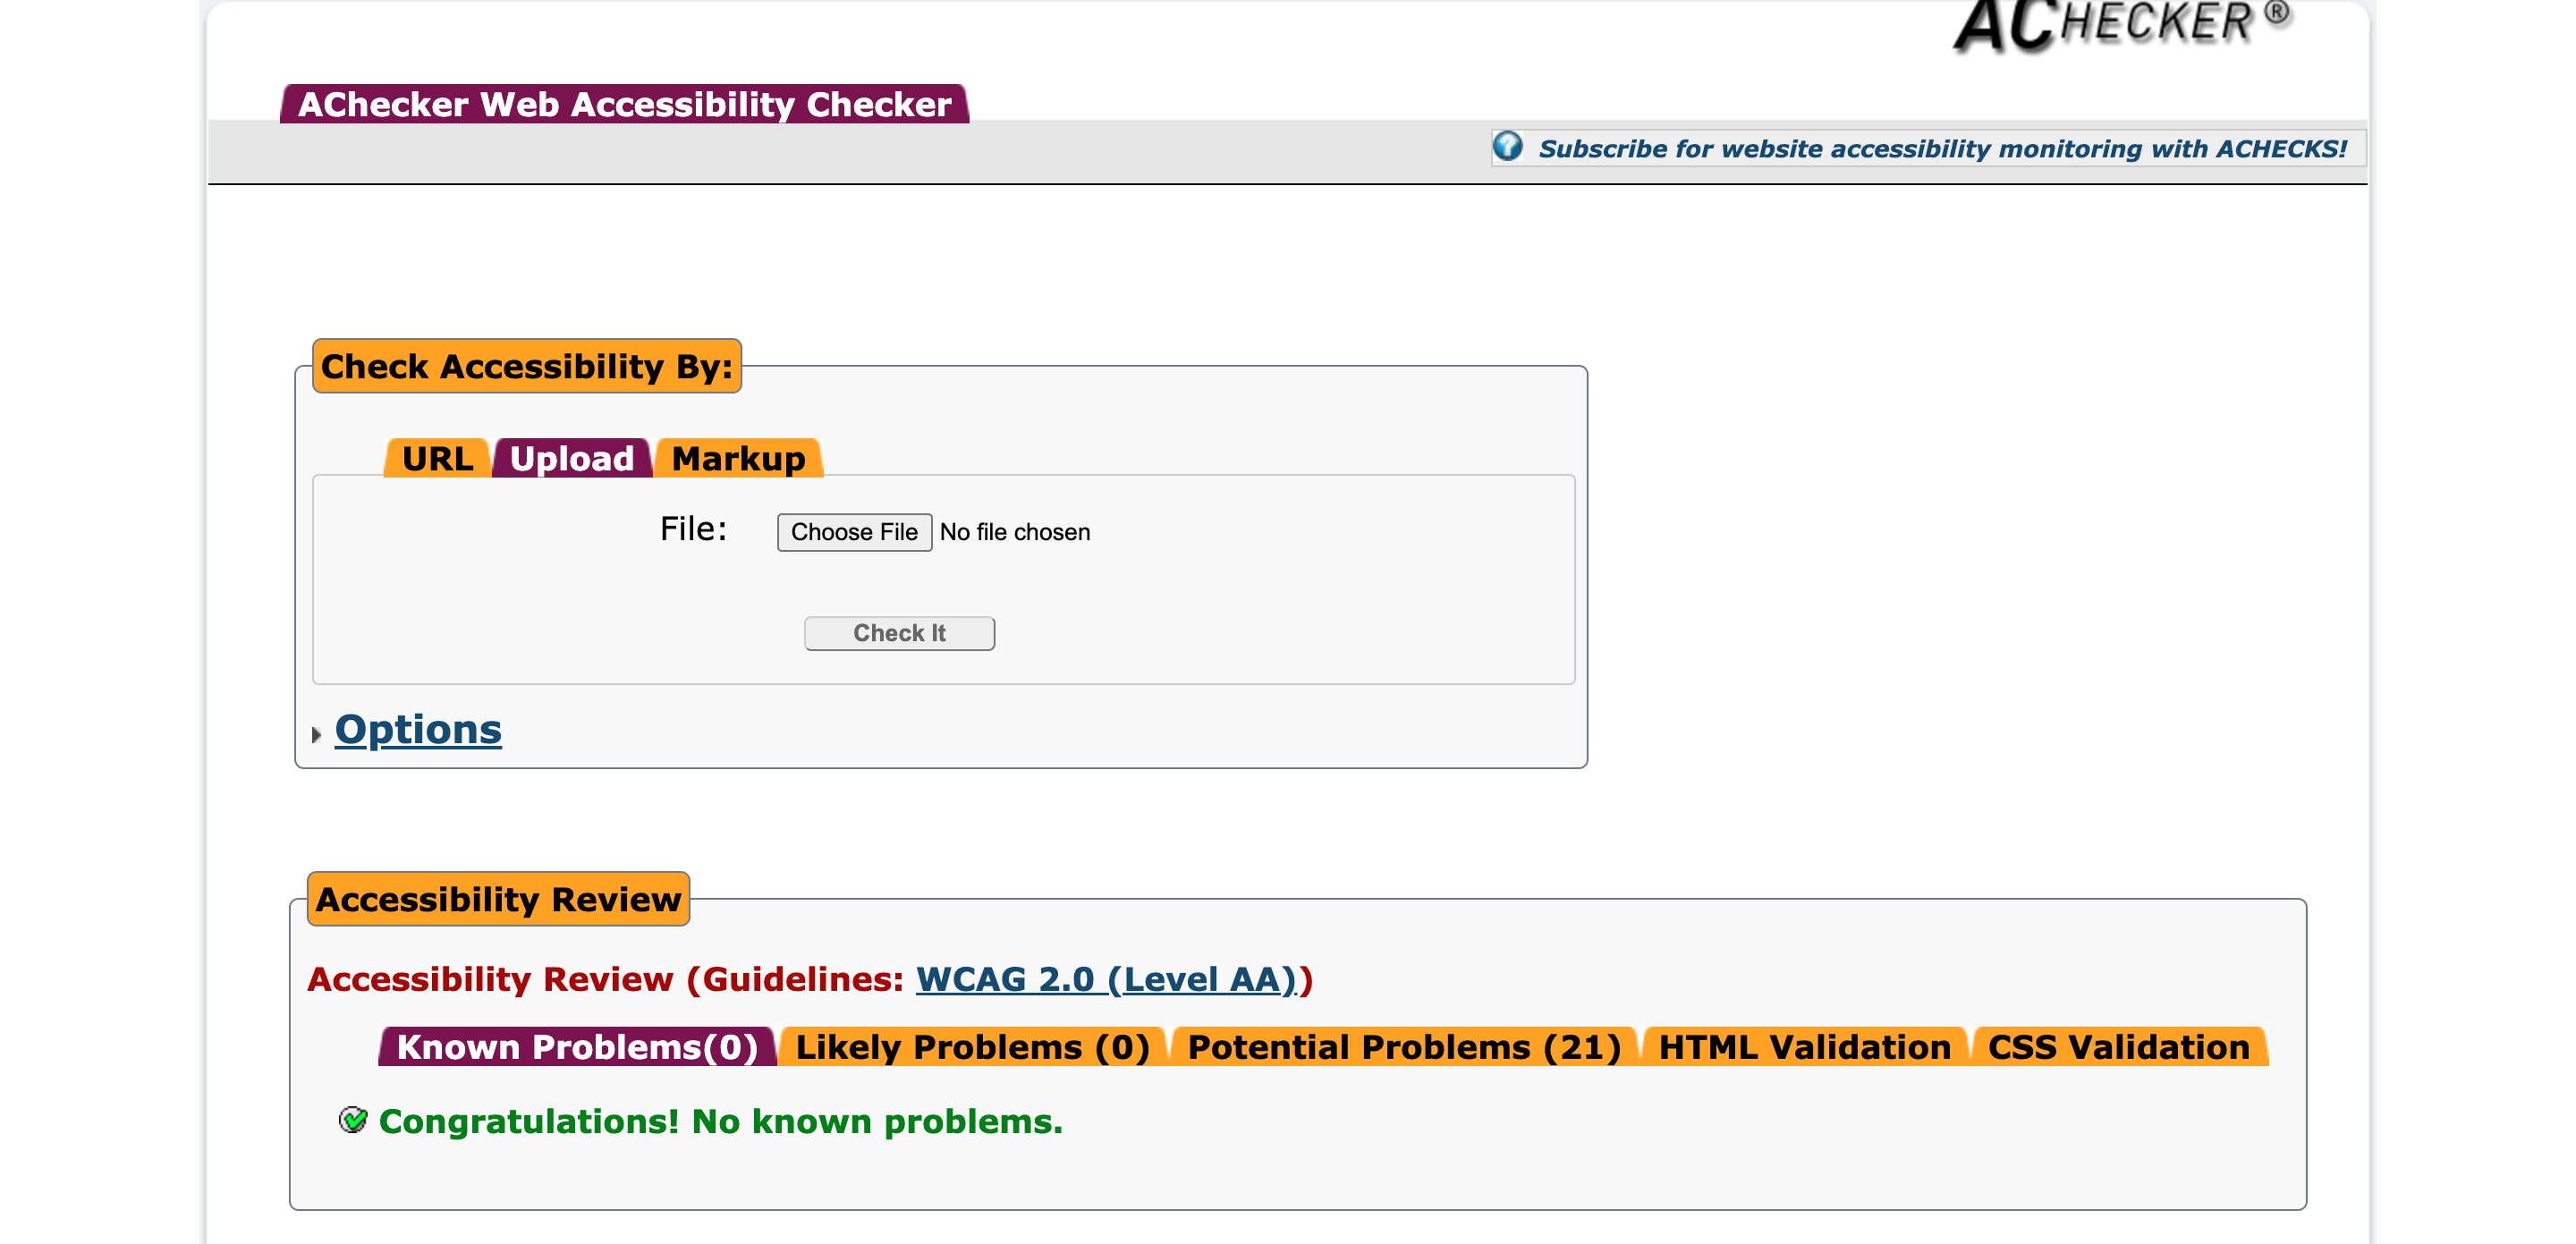 ACHECKER ®
AChecker Web Accessibility Checker
Subscribe for website accessibility monitoring with ACHECKS!
Check Accessibility By:
URL Upload Markup
File: Choose File No file chosen
Check It
Options
Accessibility Review
Accessibility Review (Guidelines: WCAG 2.0 (Level AA))
Known Problems(0) Likely Problems (0) Potential Problems (21) HTML Validation CSS Validation
Congratulations! No known problems.